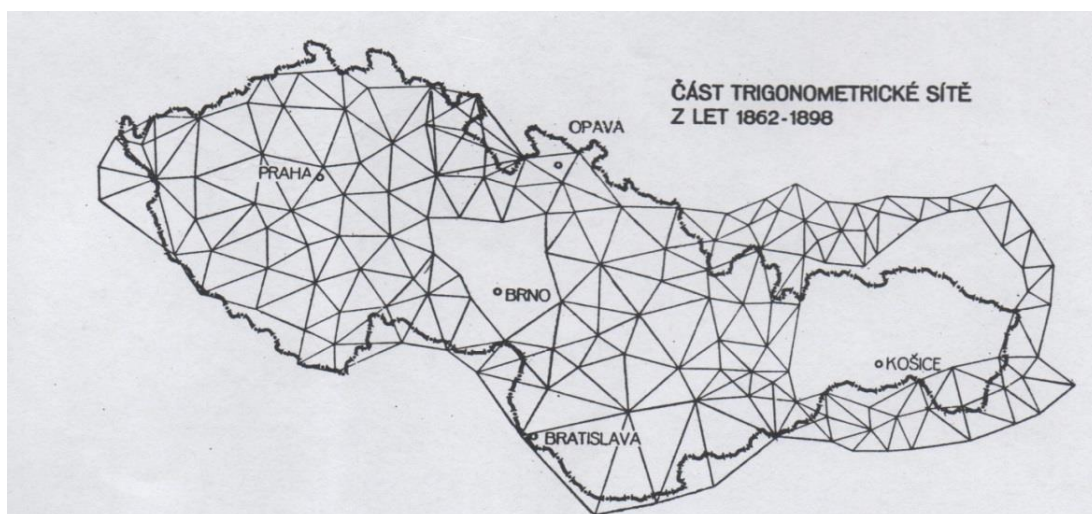 ČÁST TRIGONOMETRICKÉ SÍTĚ
Z LET 1862-1898
OPAVA
PRAHA
BRNO
KOŠICE
BRATISLAVA